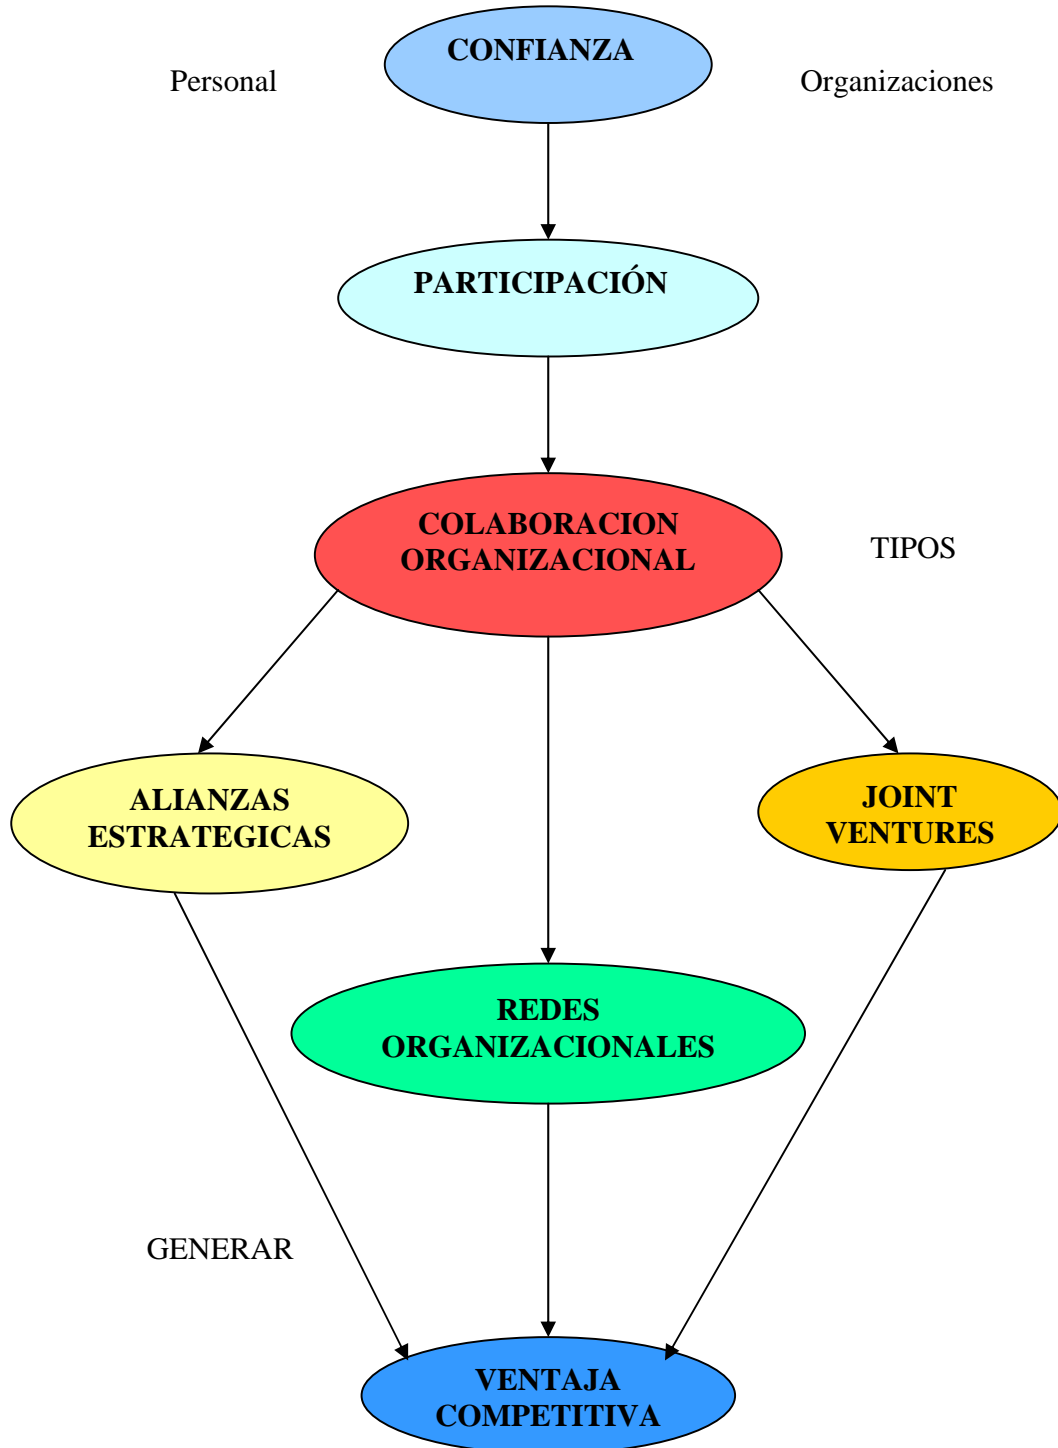 CONFIANZA
Personal
Organizaciones
PARTICIPACIÓN
COLABORACION
ORGANIZACIONAL
TIPOS
ALIANZAS
ESTRATEGICAS
JOINT
VENTURES
REDES
ORGANIZACIONALES
GENERAR
VENTAJA
COMPETITIVA